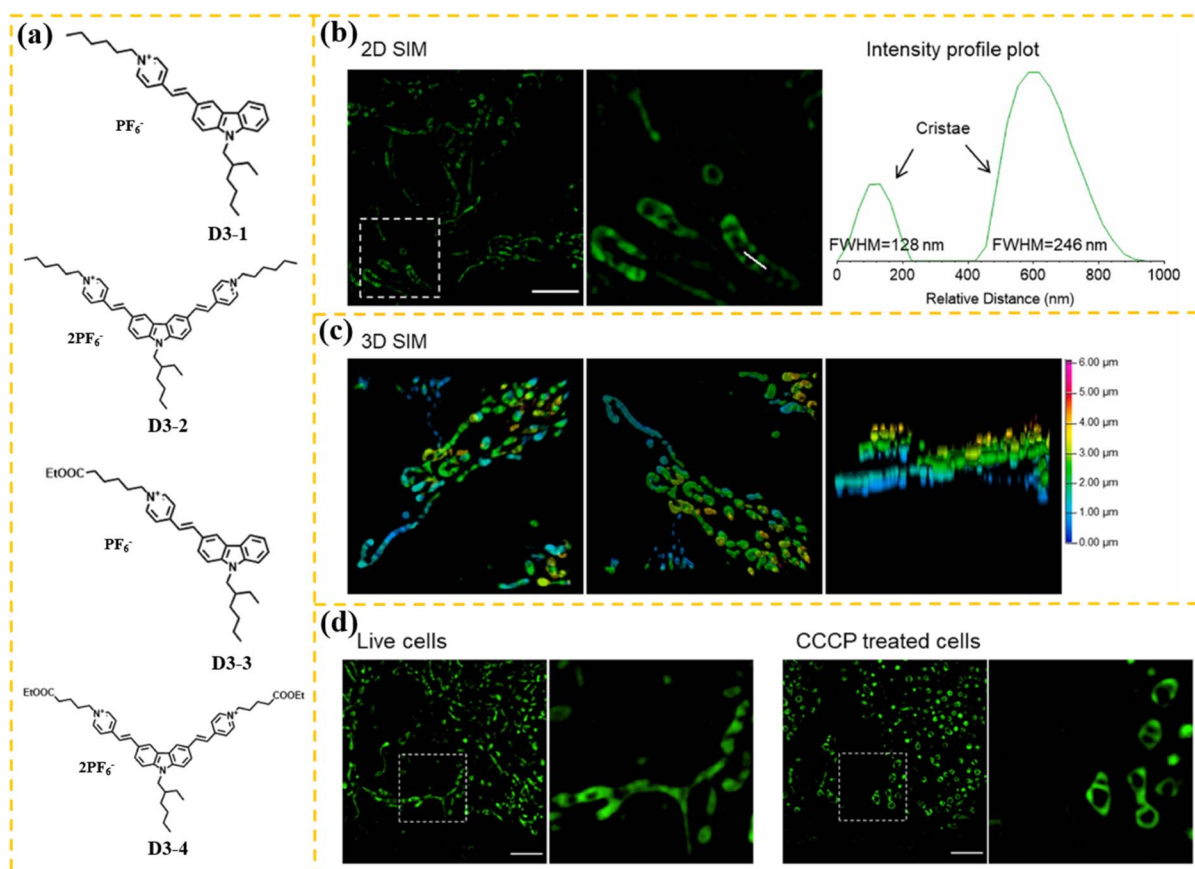 (a)
N+
PF6-
N
D3-1
N+
N+
2PF6-
N
D3-2
EtOOC
N+
PF6-
N
D3-3
EtOOC
COOEt
N+
N+
2PF6-
N
D3-4
(b)
2D SIM
Intensity profile plot
Cristae
FWHM=128 nm
FWHM=246 nm
0 200 400 600 800 1000
Relative Distance (nm)
(c)
3D SIM
6.00 µm
5.00 µm
4.00 µm
3.00 µm
2.00 µm
1.00 µm
0.00 µm
(d)
Live cells
CCCP treated cells